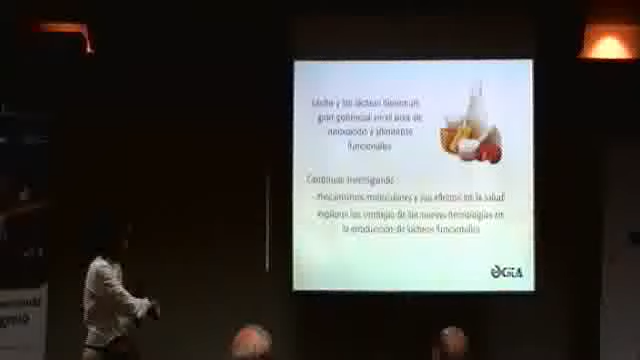 Leche y los lácteos tienen un
gran potencial en el área de
innovación y alimentos
funcionales
Continuar investigando
- mecanismos moleculares y sus efectos en la salud
- explorar las ventajas de las nuevas tecnologías en
la producción de lácteos funcionales